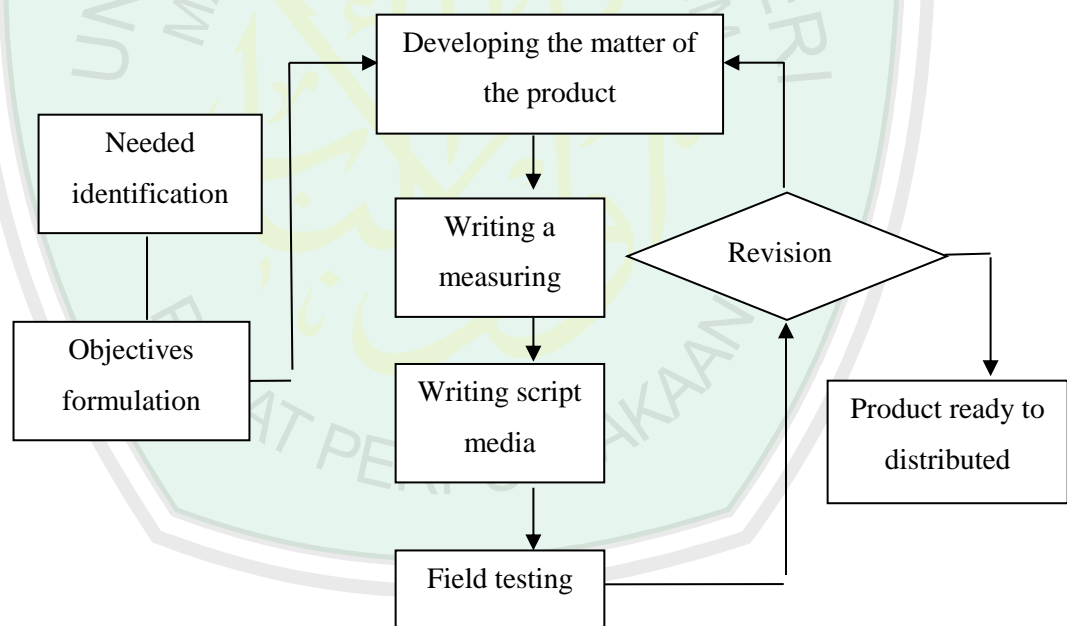 Developing the matter of
the product
Needed
identification
Writing a
measuring
Revision
Objectives
formulation
Writing script
media
Product ready to
distributed
Field testing